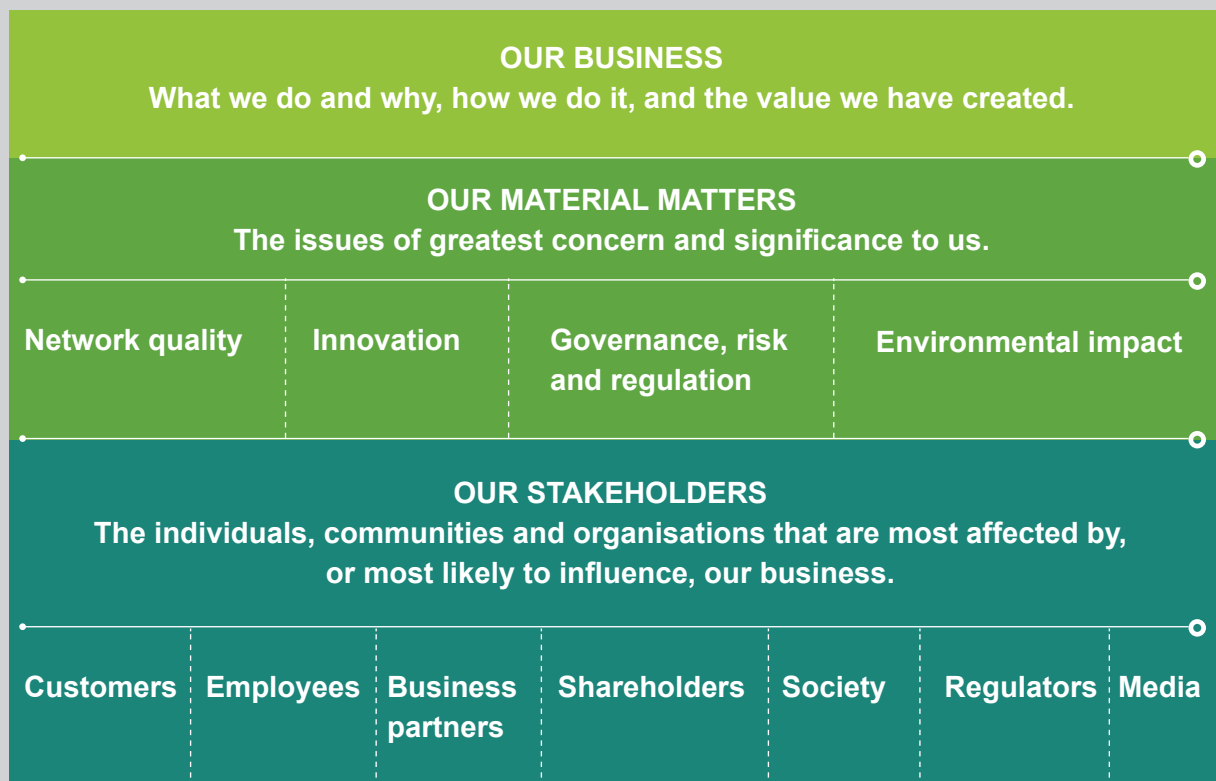 OUR BUSINESS
What we do and why, how we do it, and the value we have created.
OUR MATERIAL MATTERS
The issues of greatest concern and significance to us.
Network quality
Innovation
Governance, risk
and regulation
Environmental impact
OUR STAKEHOLDERS
The individuals, communities and organisations that are most affected by,
or most likely to influence, our business.
Customers
Employees
Business
partners
Shareholders
Society
Regulators
Media